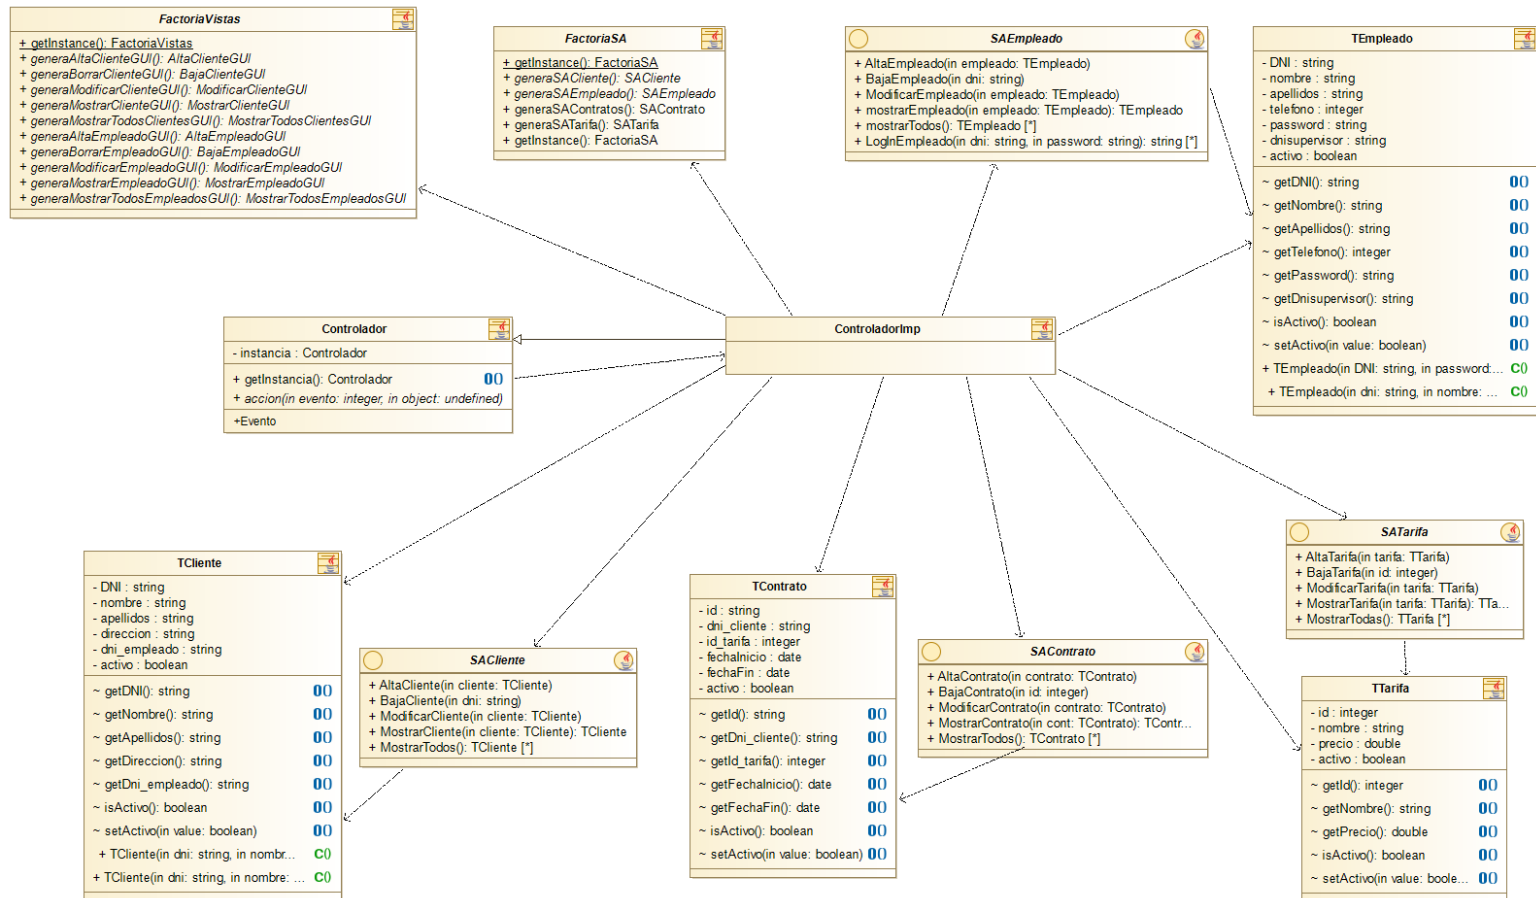 FactoriaVistas
+ getInstance(): FactoriaVistas
+ generaAltaClienteGUI(): AltaClienteGUI
+ generaBorrarClienteGUI(): BajaClienteGUI
+ generaModificarClienteGUI(): ModificarClienteGUI
+ generaMostrarClienteGUI(): MostrarClienteGUI
+ generaMostrarTodosClientesGUI(): MostrarTodosClientesGUI
+ generaAltaEmpleadoGUI(): AltaEmpleadoGUI
+ generaBorrarEmpleadoGUI(): BajaEmpleadoGUI
+ generaModificarEmpleadoGUI(): ModificarEmpleadoGUI
+ generaMostrarEmpleadoGUI(): MostrarEmpleadoGUI
+ generaMostrarTodosEmpleadosGUI(): MostrarTodosEmpleadosGUI
FactoriaSA
+ getInstance(): FactoriaSA
+ generaSACliente(): SACliente
+ generaSAEmpleado(): SAEmpleado
+ generaSAContratos(): SAContrato
+ generaSATarifa(): SATarifa
+ getInstance(): FactoriaSA
SAEmpleado
+ AltaEmpleado(in empleado: TEmpleado)
+ BajaEmpleado(in dni: string)
+ ModificarEmpleado(in empleado: TEmpleado)
+ mostrarEmpleado(in empleado: TEmpleado): TEmpleado
+ mostrarTodos(): TEmpleado [*]
+ LogInEmpleado(in dni: string, in password: string): string [*]
TEmpleado
- DNI : string
- nombre : string
- apellidos : string
- telefono : integer
- password : string
- dnisupervisor : string
- activo : boolean
~ getDNI(): string
~ getNombre(): string
~ getApellidos(): string
~ getTelefono(): integer
~ getPassword(): string
~ getDnisupervisor(): string
~ isActivo(): boolean
~ setActivo(in value: boolean)
+ TEmpleado(in DNI: string, in password:... C()
+ TEmpleado(in dni: string, in nombre: ... C()
Controlador
- instancia : Controlador
+ getInstancia(): Controlador
+ accion(in evento: integer, in object: undefined)
+Evento
ControladorImp
TCliente
- DNI : string
- nombre : string
- apellidos : string
- direccion : string
- dni_empleado : string
- activo : boolean
~ getDNI(): string
~ getNombre(): string
~ getApellidos(): string
~ getDireccion(): string
~ getDni_empleado(): string
~ isActivo(): boolean
~ setActivo(in value: boolean)
+ TCliente(in dni: string, in nombr... C()
+ TCliente(in dni: string, in nombre: ... C()
SACliente
+ AltaCliente(in cliente: TCliente)
+ BajaCliente(in dni: string)
+ ModificarCliente(in cliente: TCliente)
+ MostrarCliente(in cliente: TCliente): TCliente
+ MostrarTodos(): TCliente [*]
TContrato
- id : string
- dni_cliente : string
- id_tarifa : integer
- fechaInicio : date
- fechaFin : date
- activo : boolean
~ getId(): string
~ getDni_cliente(): string
~ getId_tarifa(): integer
~ getFechaInicio(): date
~ getFechaFin(): date
~ isActivo(): boolean
~ setActivo(in value: boolean)
SAContrato
+ AltaContrato(in contrato: TContrato)
+ BajaContrato(in id: integer)
+ ModificarContrato(in contrato: TContrato)
+ MostrarContrato(in cont: TContrato): TContr...
+ MostrarTodos(): TContrato [*]
SATarifa
+ AltaTarifa(in tarifa: TTarifa)
+ BajaTarifa(in id: integer)
+ ModificarTarifa(in tarifa: TTarifa)
+ MostrarTarifa(in tarifa: TTarifa): TTa...
+ MostrarTodas(): TTarifa [*]
TTarifa
- id : integer
- nombre : string
- precio : double
- activo : boolean
~ getId(): integer
~ getNombre(): string
~ getPrecio(): double
~ isActivo(): boolean
~ setActivo(in value: boole...